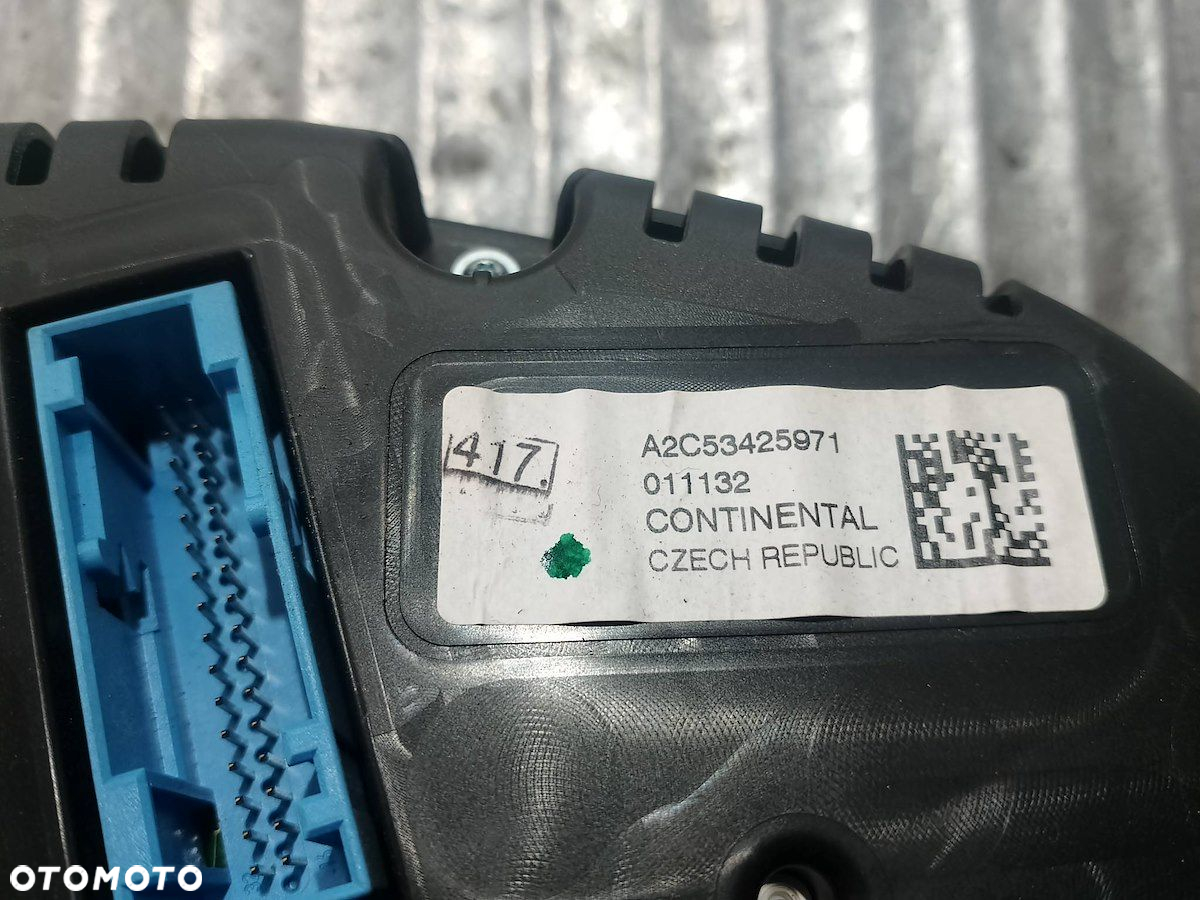 417.
A2C53425971
011132
CONTINENTAL
CZECH REPUBLIC
OTOMOTO